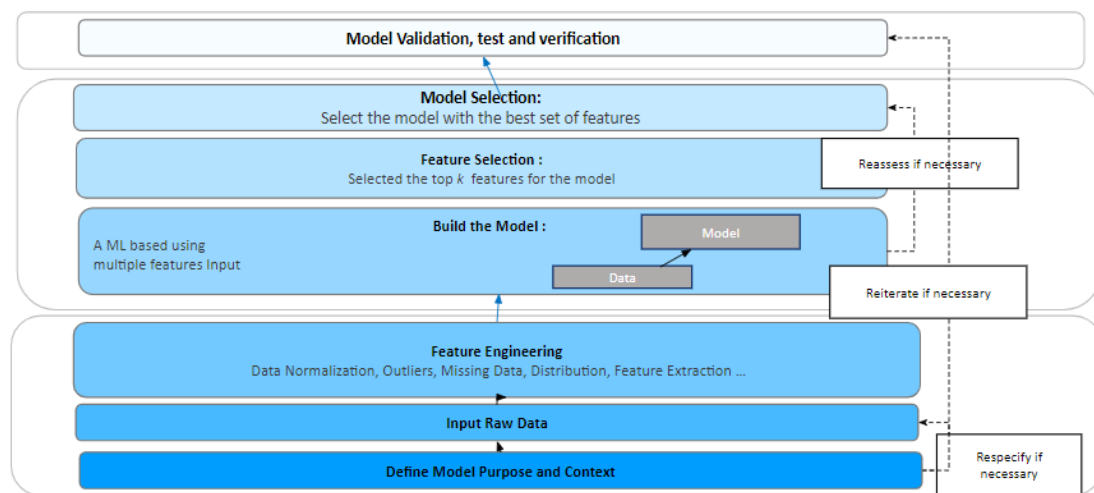 Model Validation, test and verification
Model Selection:
Select the model with the best set of features
Feature Selection :
Selected the top k features for the model
Reassess if necessary
Build the Model :
A ML based using
multiple features Input
Model
Data
Reiterate if necessary
Feature Engineering
Data Normalization, Outliers, Missing Data, Distribution, Feature Extraction ...
Input Raw Data
Define Model Purpose and Context
Respecify if
necessary